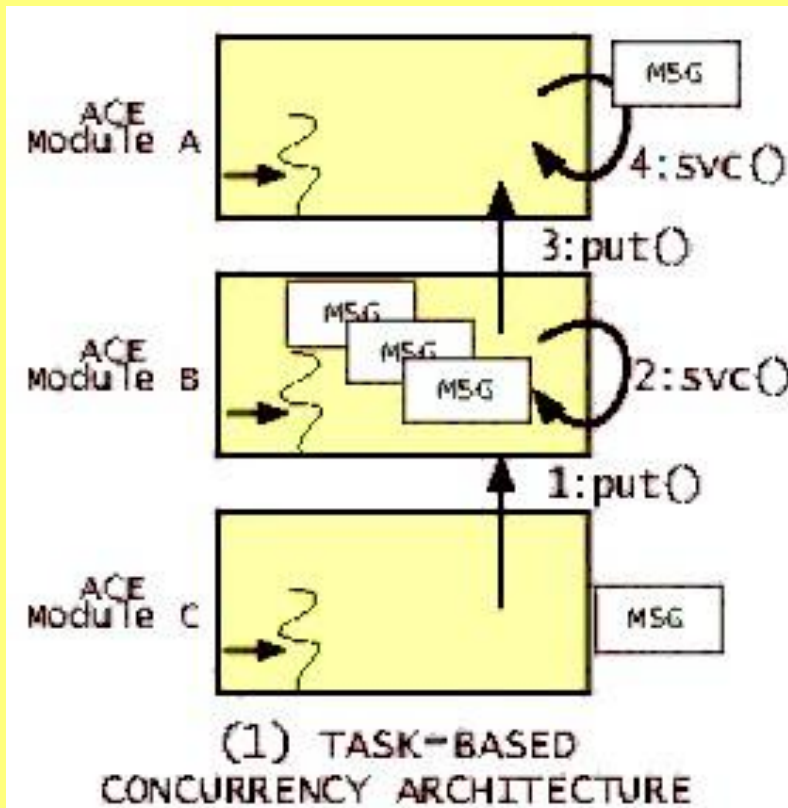 MSG
ACE
Module A
4:svc()
3:put()
MSG
ACE
MSG
Module B
MSG
2:svc()
1:put()
ACE
Module C
MSG
(1) TASK-BASED
CONCURRENCY ARCHITECTURE